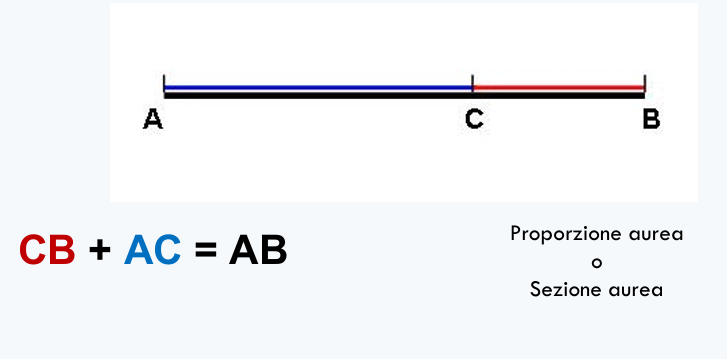 A C B
CB + AC = AB
Proporzione aurea
o
Sezione aurea